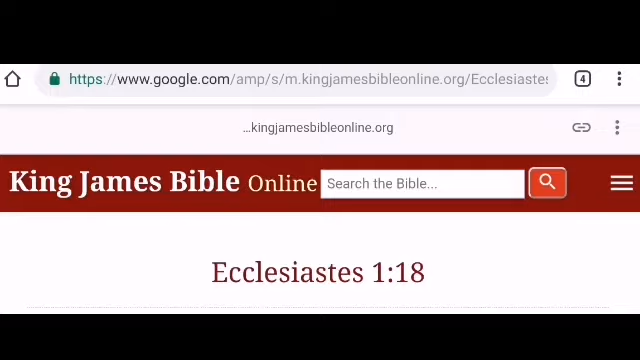 https://www.google.com/amp/s/m.kingjamesbibleonline.org/Ecclesiastes
4
...kingjamesbibleonline.org
King James Bible Online
Search the Bible...
Ecclesiastes 1:18